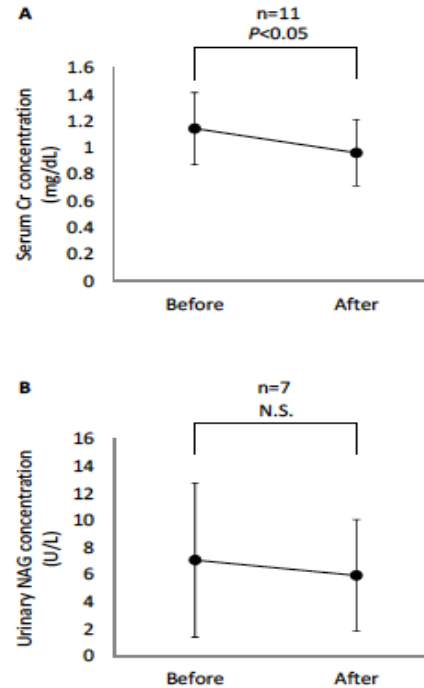 A
n=11
P<0.05
Serum Cr concentration
(mg/dL)
1.6
1.4
1.2
1
0.8
0.6
0.4
0.2
0
Before After
B
n=7
N.S.
Urinary NAG concentration
(U/L)
16
14
12
10
8
6
4
2
0
Before After